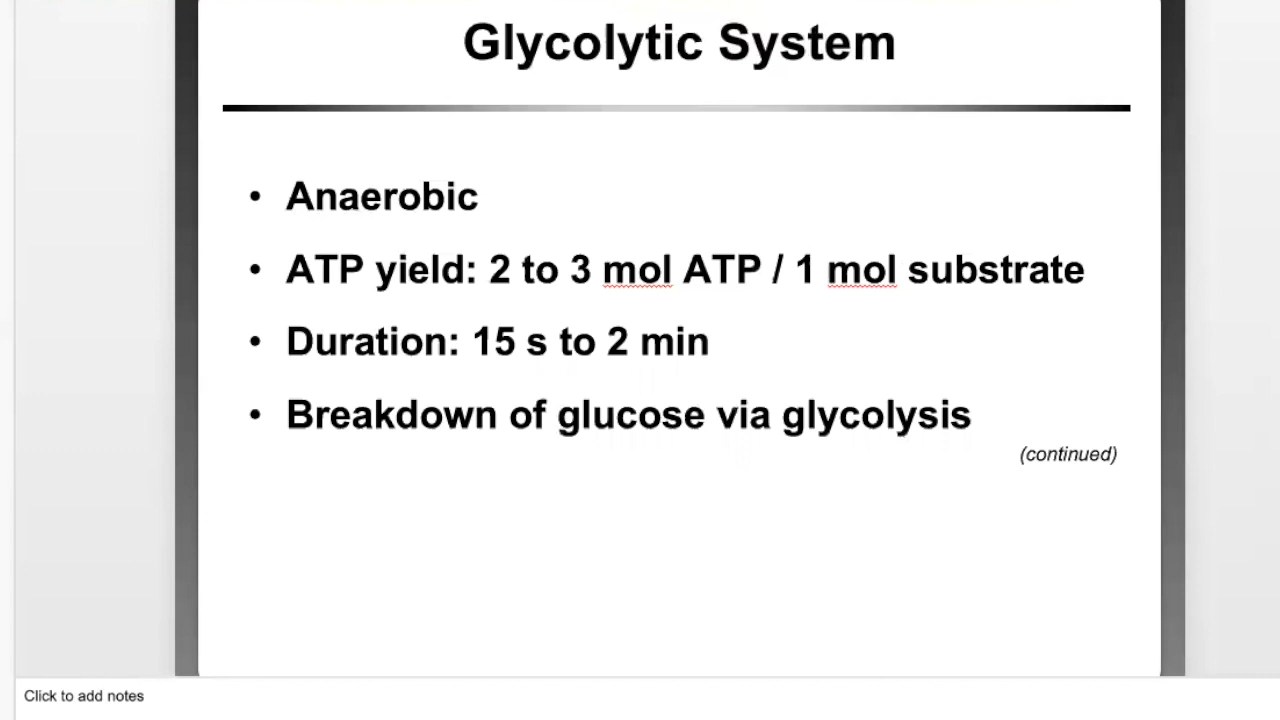 Glycolytic System
• Anaerobic
• ATP yield: 2 to 3 mol ATP / 1 mol substrate
• Duration: 15 s to 2 min
• Breakdown of glucose via glycolysis
(continued)
Click to add notes